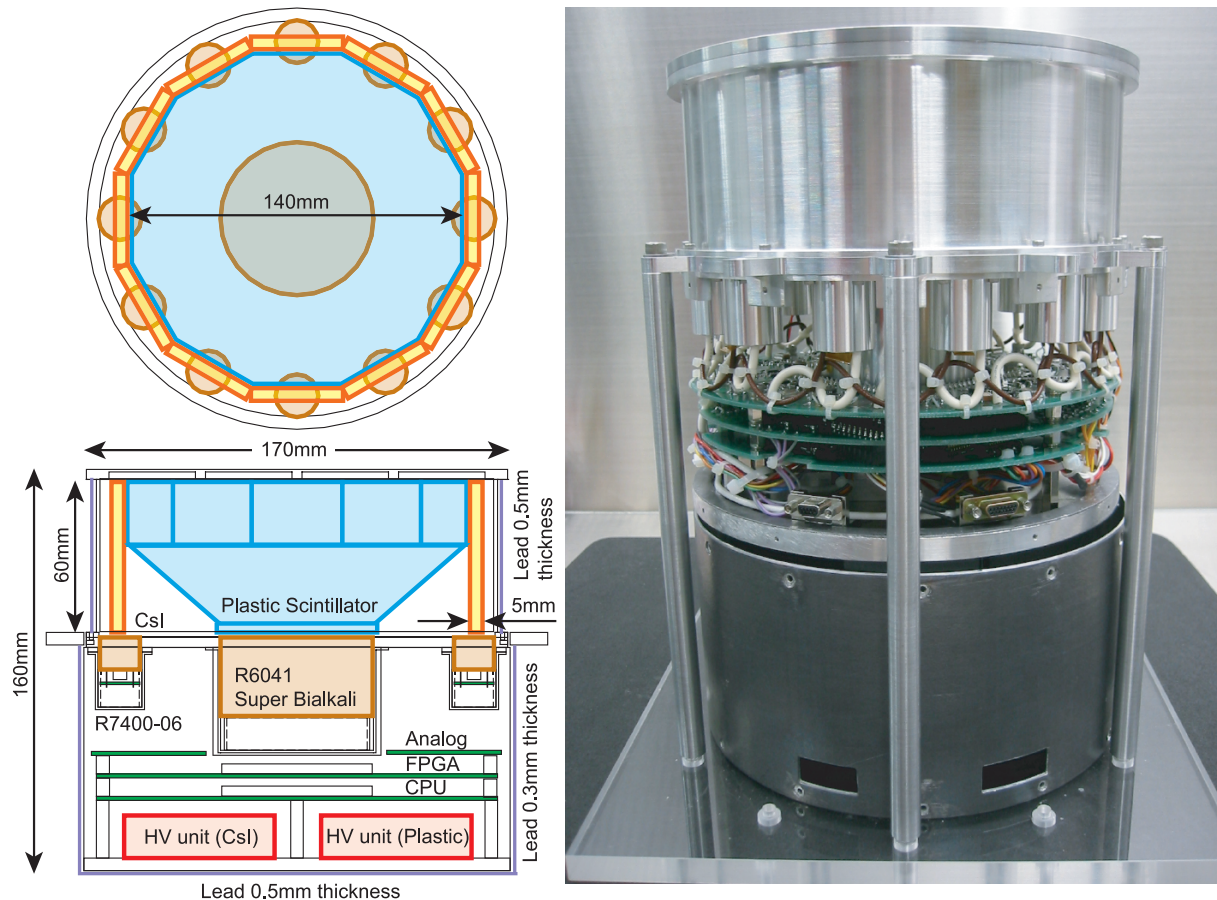 140mm
170mm
60mm
160mm
Lead 0.5mm
thickness
Plastic Scintillator
5mm
CsI
R6041
Super Bialkali
R7400-06
Analog
FPGA
CPU
Lead 0.3mm thickness
HV unit (CsI)
HV unit (Plastic)
Lead 0.5mm thickness